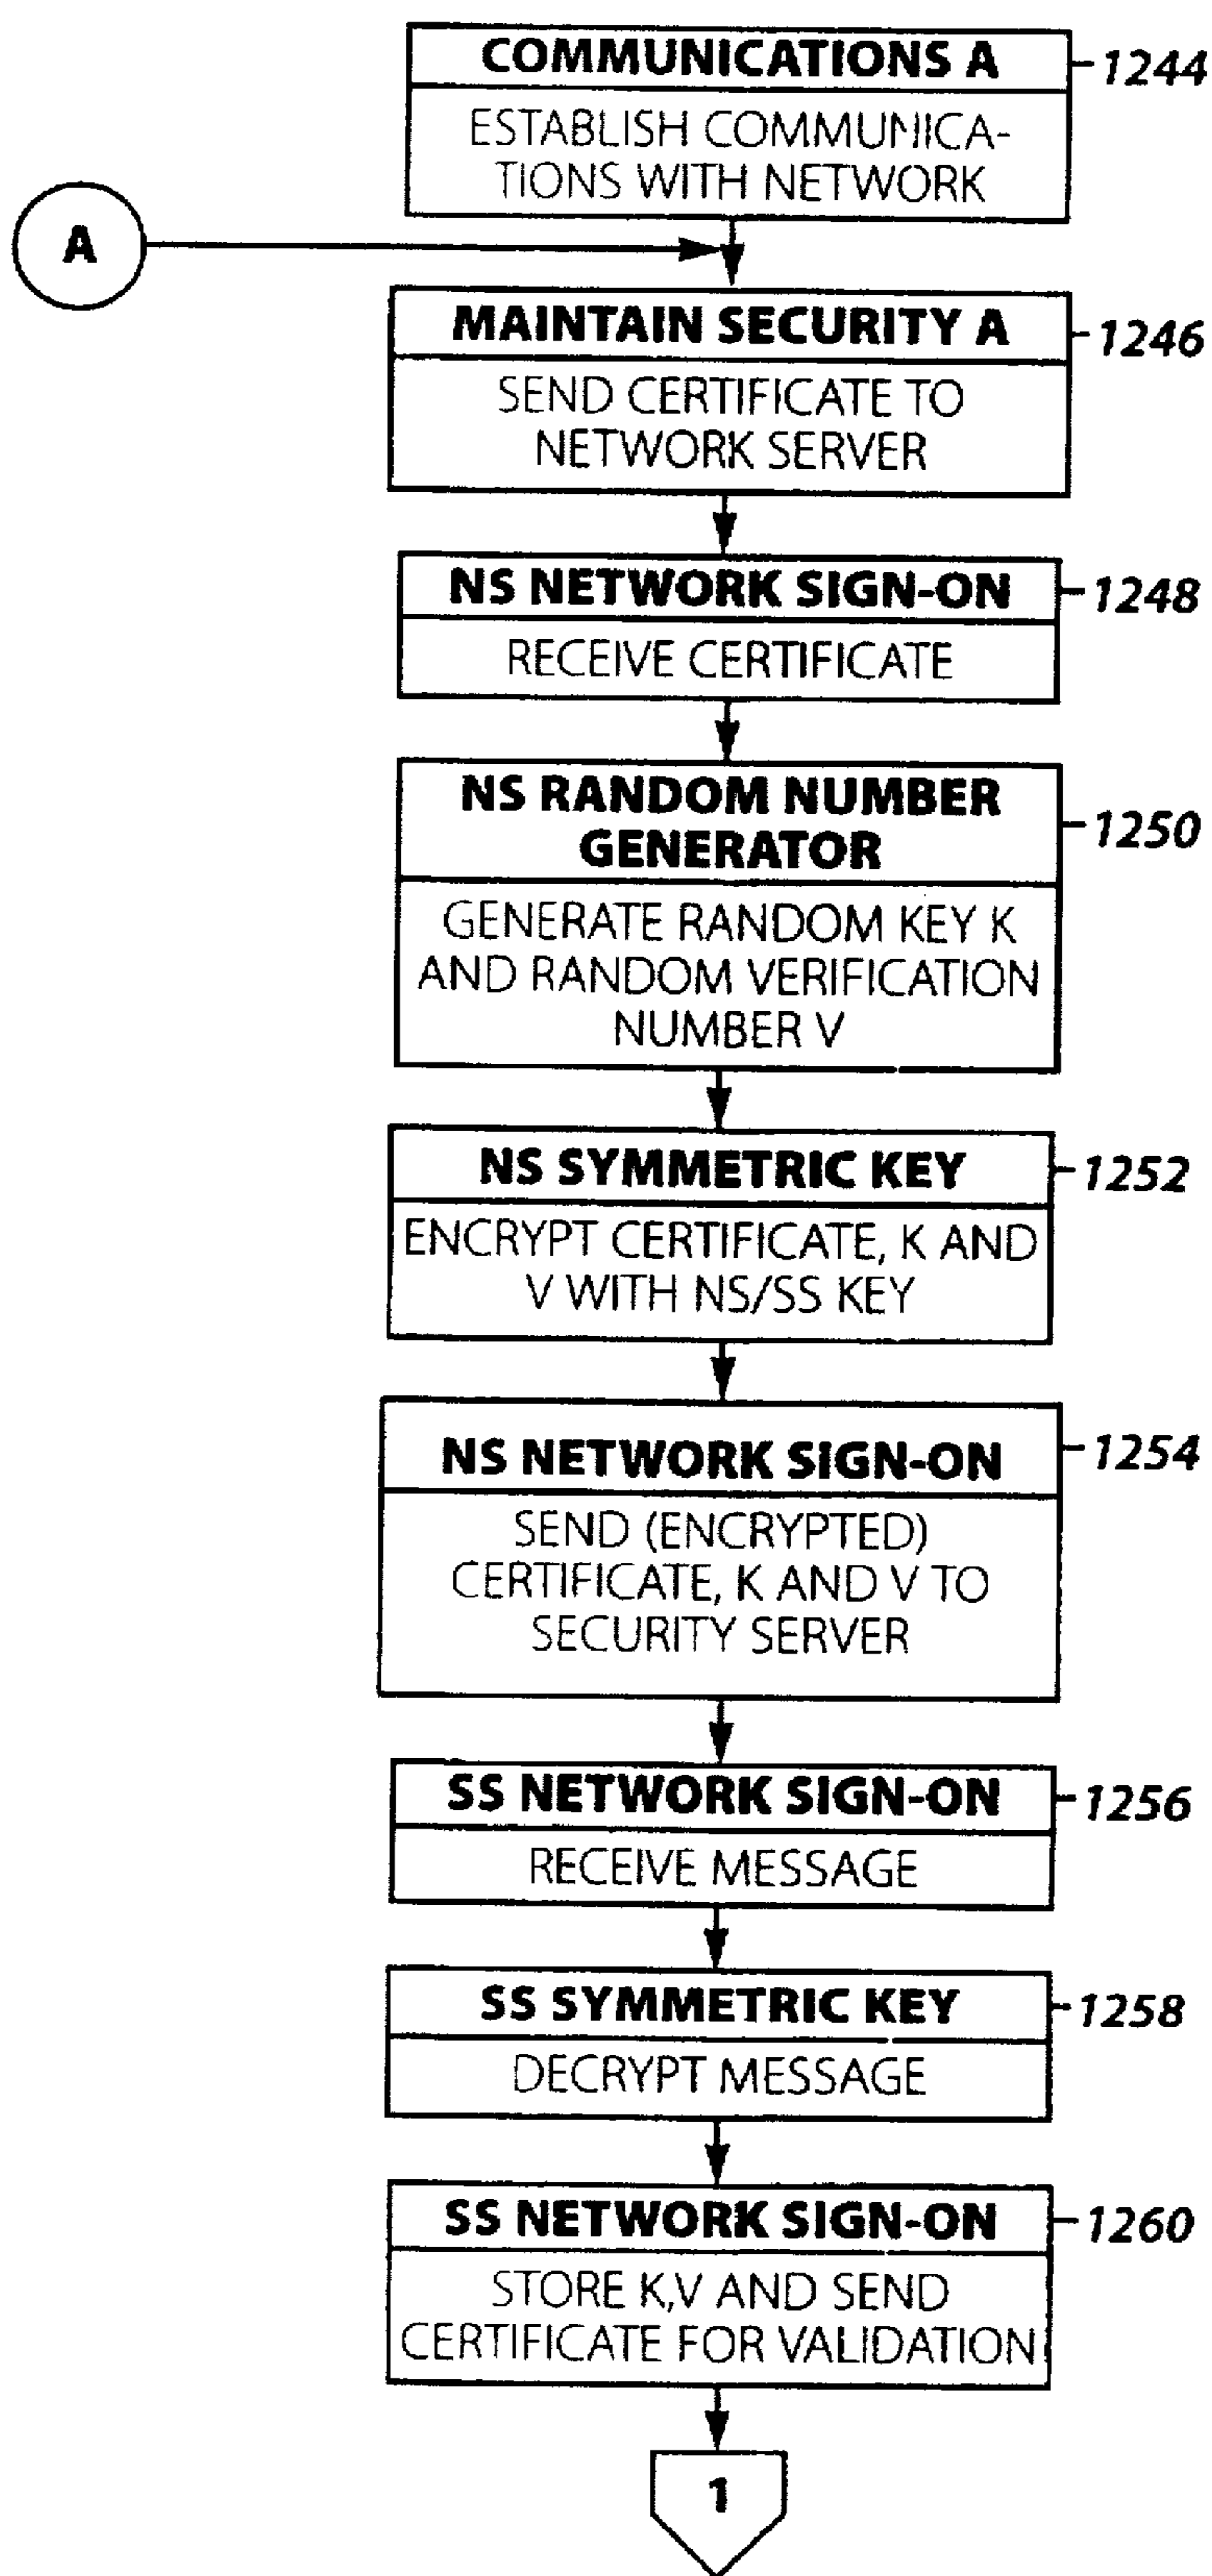 COMMUNICATIONS A
1244
ESTABLISH COMMUNICA-
TIONS WITH NETWORK
A
MAINTAIN SECURITY A
1246
SEND CERTIFICATE TO
NETWORK SERVER
NS NETWORK SIGN-ON
1248
RECEIVE CERTIFICATE
NS RANDOM NUMBER
GENERATOR
1250
GENERATE RANDOM KEY K
AND RANDOM VERIFICATION
NUMBER V
NS SYMMETRIC KEY
1252
ENCRYPT CERTIFICATE, K AND
V WITH NS/SS KEY
NS NETWORK SIGN-ON
1254
SEND (ENCRYPTED)
CERTIFICATE, K AND V TO
SECURITY SERVER
SS NETWORK SIGN-ON
1256
RECEIVE MESSAGE
SS SYMMETRIC KEY
1258
DECRYPT MESSAGE
SS NETWORK SIGN-ON
1260
STORE K,V AND SEND
CERTIFICATE FOR VALIDATION
1